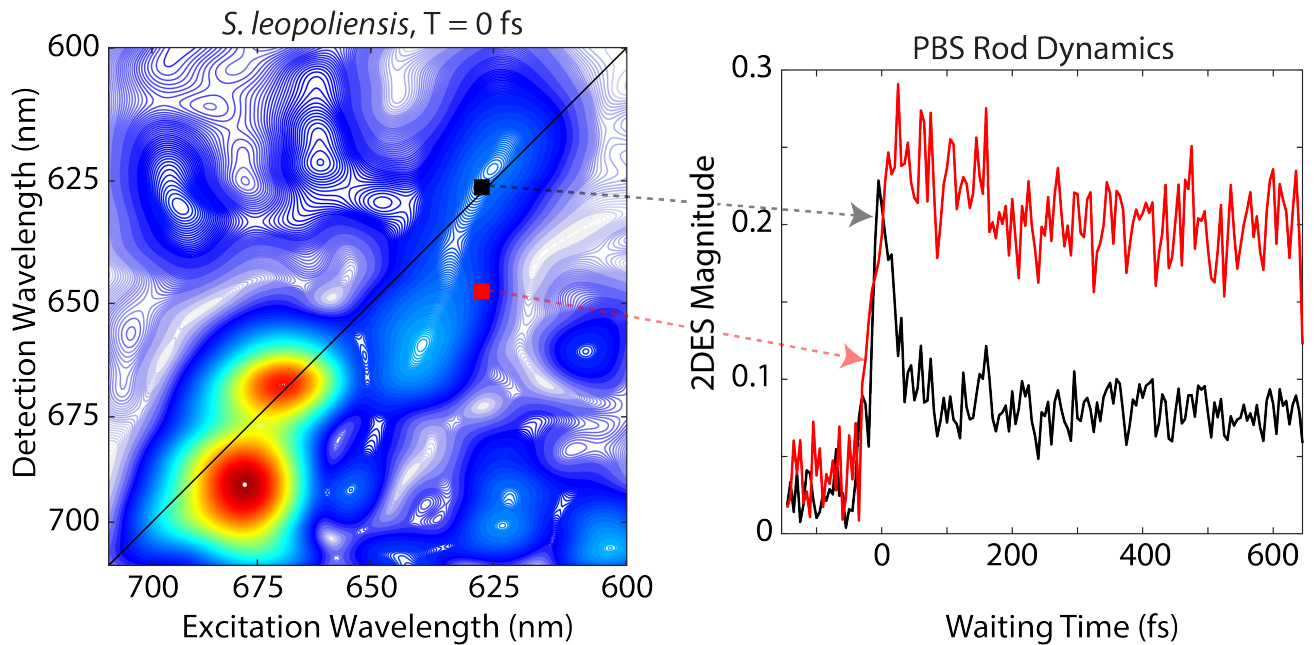 S. leopoliensis, T = 0 fs
600
625
650
675
700
Detection Wavelength (nm)
700 675 650 625 600
Excitation Wavelength (nm)
PBS Rod Dynamics
0.3
0.2
0.1
0
2DES Magnitude
0 200 400 600
Waiting Time (fs)